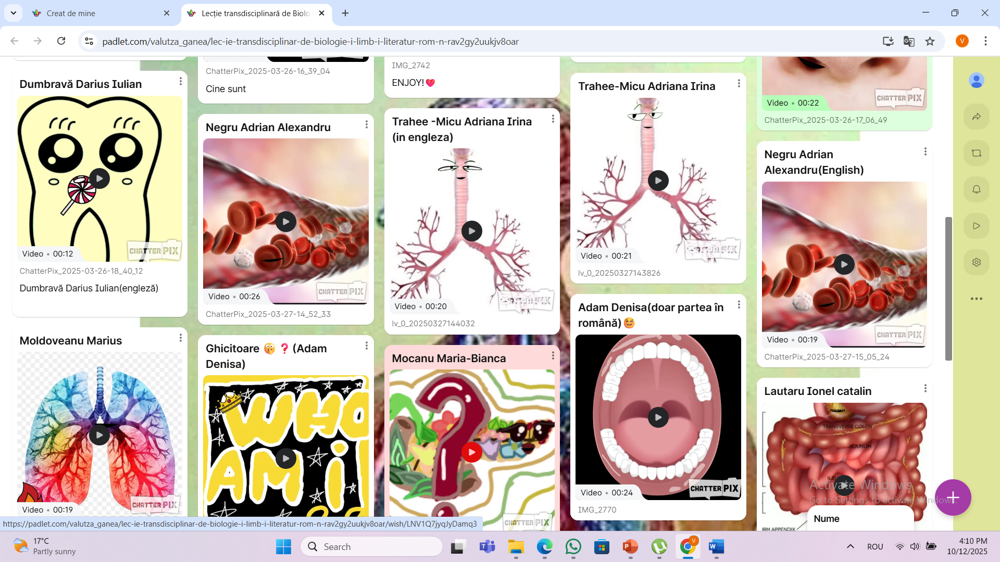 Creat de mine
Lecție transdisciplinară de Biolo
padlet.com/valutza_ganea/lec-ie-transdisciplinar-de-biologie-i-limb-i-literatur-rom-n-rav2gy2uukjv8oar
V
Dumbravă Darius Iulian
CHATTER PIX
Video • 00:12
ChatterPix_2025-03-26-18_40_12
Dumbravă Darius Iulian(engleză)
Moldoveanu Marius
CHATTER PIX
Video • 00:19
ChatterPix_2025-03-26-16_39_04
Cine sunt
Negru Adrian Alexandru
CHATTER PIX
Video • 00:26
ChatterPix_2025-03-27-14_52_33
Ghicitoare 🤫 ❓ (Adam
Denisa)
WHO
AM i
IMG_2742
ENJOY!❤️
Trahee -Micu Adriana Irina
(in engleza)
Video • 00:20
CapCut
lv_0_20250327144032
Mocanu Maria-Bianca
?
CHATTER PIX
Trahee-Micu Adriana Irina
Video • 00:21
CapCut
lv_0_20250327143826
Adam Denisa(doar partea în
română)😊
CHATTER PIX
Video • 00:24
IMG_2770
CHATTER PIX
Video • 00:22
ChatterPix_2025-03-26-17_06_49
Negru Adrian
Alexandru(English)
CHATTER PIX
Video • 00:19
ChatterPix_2025-03-27-15_05_24
Lautaru Ionel catalin
PANCREAS
TRANSVERSE COLON
JEJUNUM
ILEUM
RM APPENDIX
Activate Windows
Go to Settings to activate Windows.
Nume
https://padlet.com/valutza_ganea/lec-ie-transdisciplinar-de-biologie-i-limb-i-literatur-rom-n-rav2gy2uukjv8oar/wish/LNV1Q7jyqJyDamq3
17°C
Partly sunny
Search
ROU
4:10 PM
10/12/2025